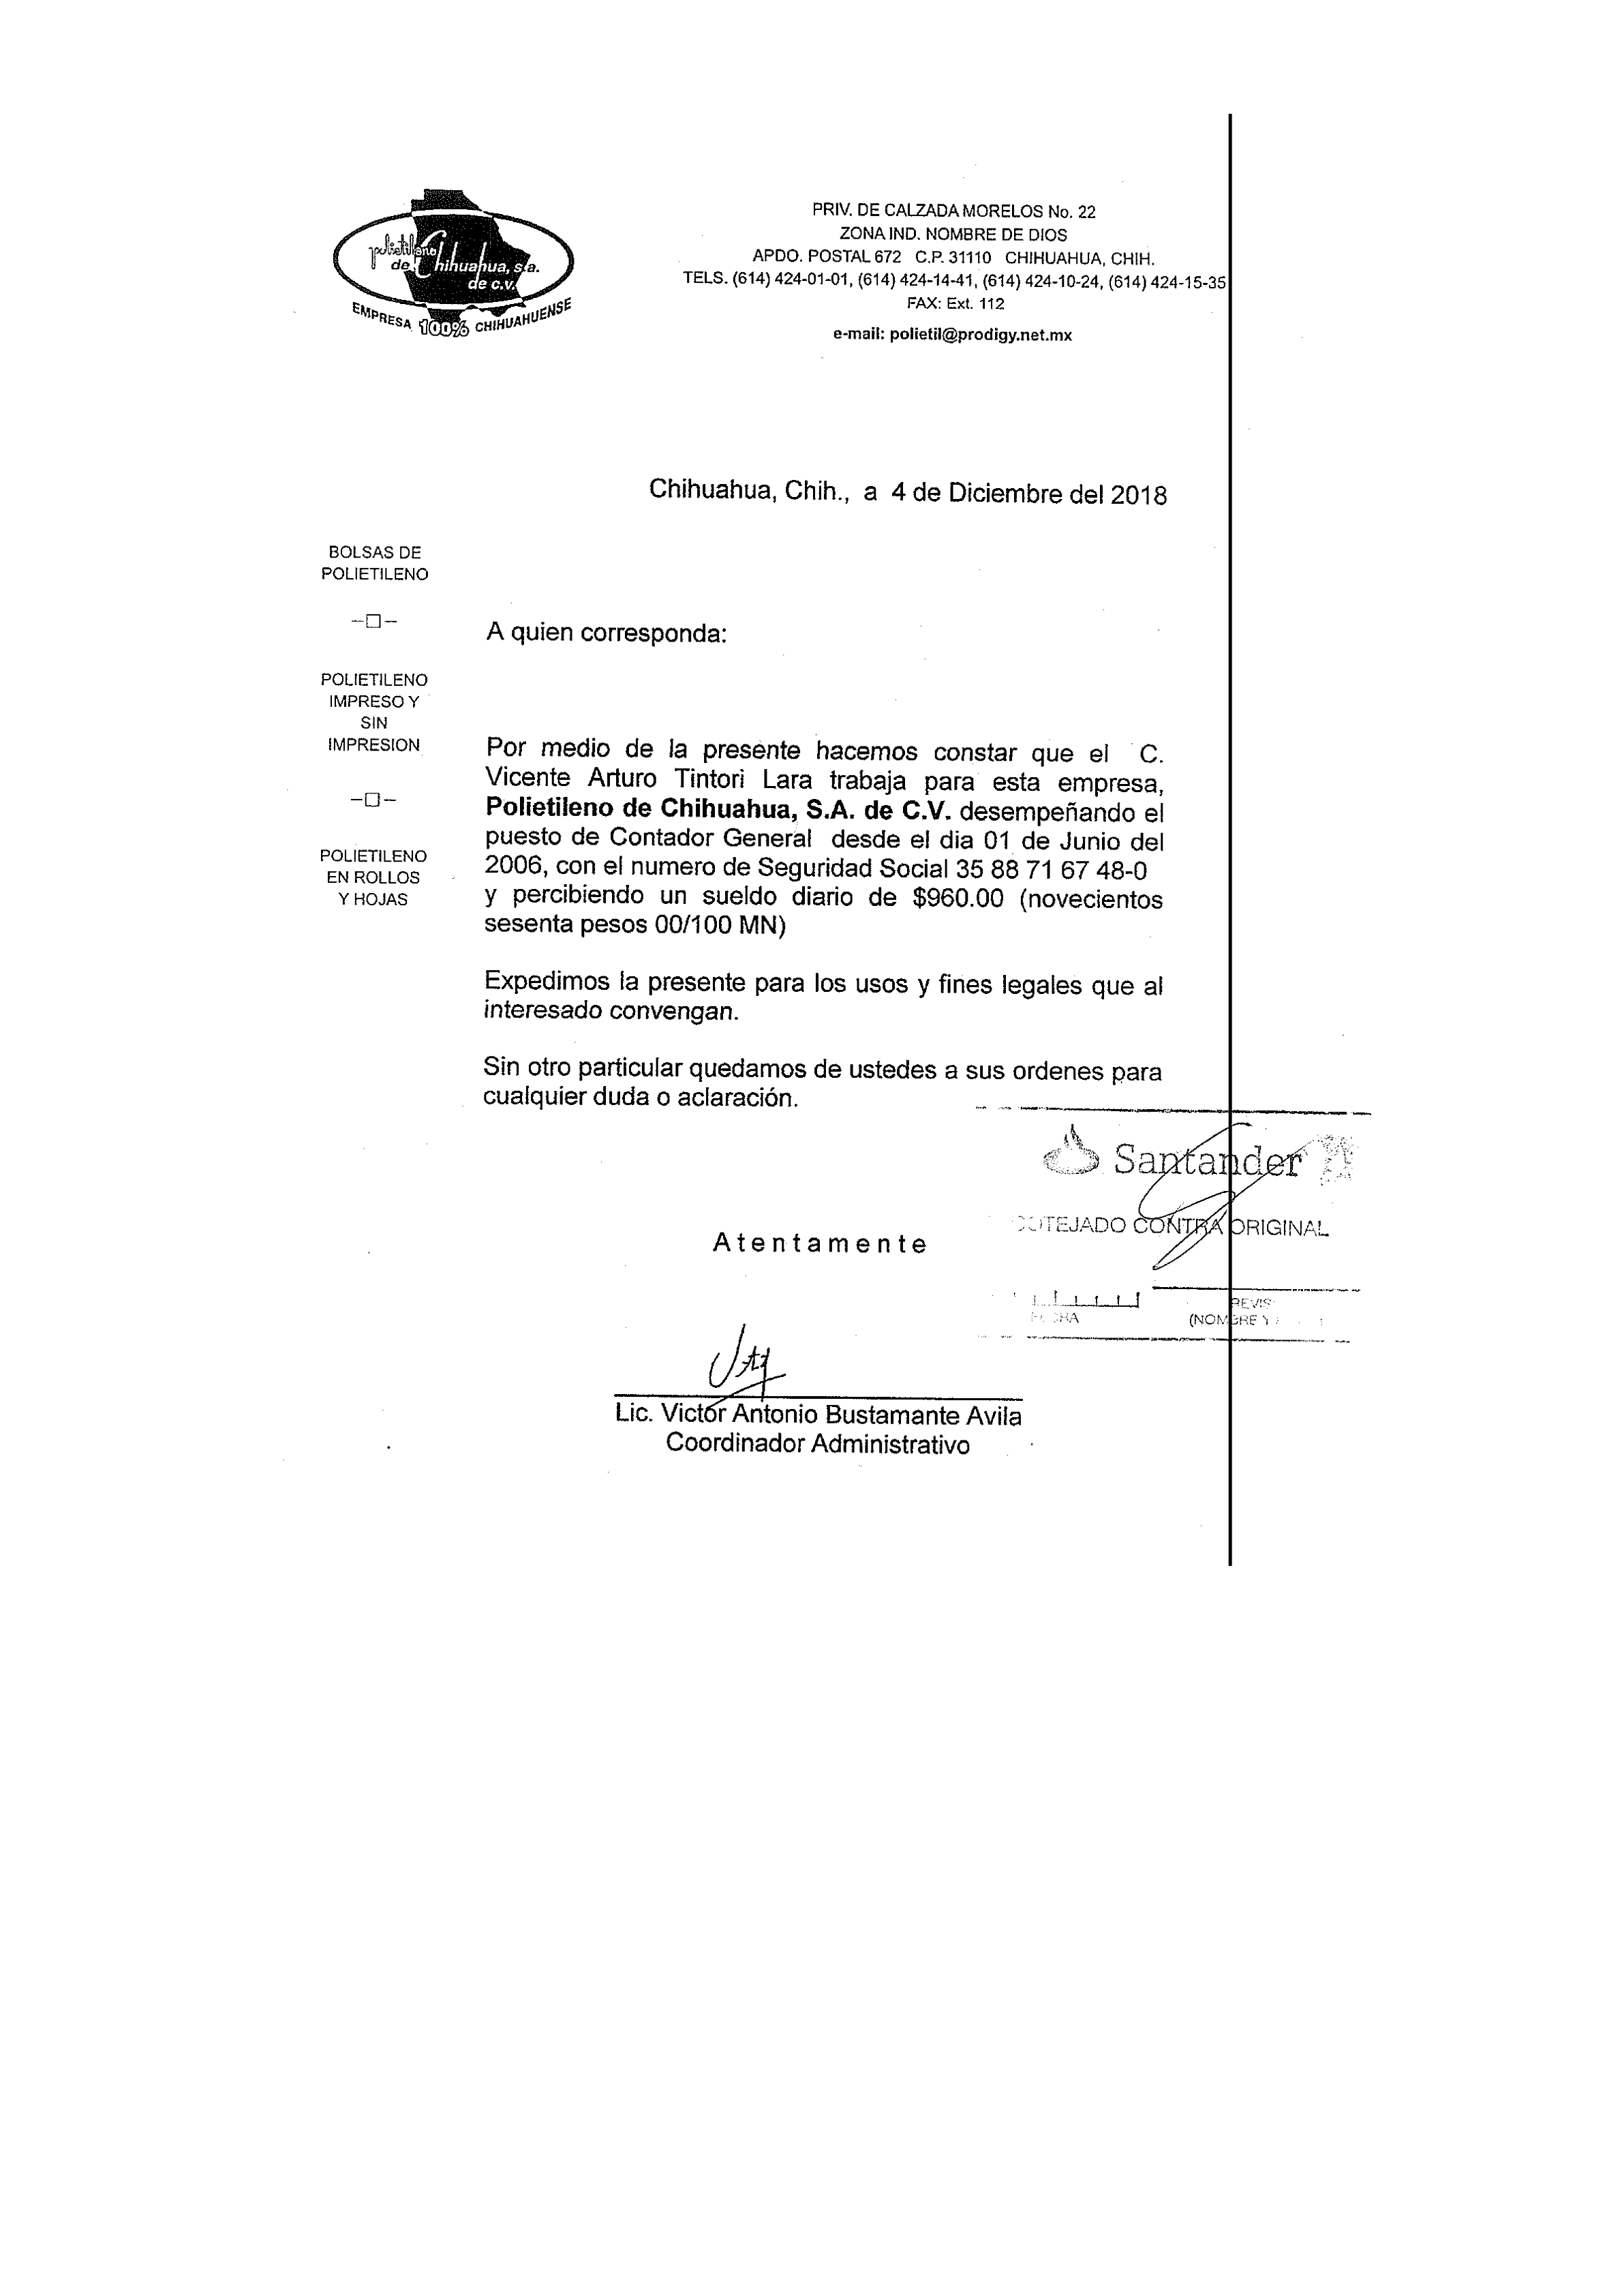 polietileno
de Chihuahua, s.a.
de c.v.
EMPRESA 100% CHIHUAHUENSE
PRIV. DE CALZADA MORELOS No. 22
ZONA IND. NOMBRE DE DIOS
APDO. POSTAL 672 C.P. 31110 CHIHUAHUA, CHIH.
TELS. (614) 424-01-01, (614) 424-14-41, (614) 424-10-24, (614) 424-15-35
FAX: Ext. 112
e-mail: polietil@prodigy.net.mx
Chihuahua, Chih., a 4 de Diciembre del 2018
BOLSAS DE
POLIETILENO
POLIETILENO
IMPRESO Y
SIN
IMPRESION
POLIETILENO
EN ROLLOS
Y HOJAS
A quien corresponda:
Por medio de la presente hacemos constar que el C.
Vicente Arturo Tintori Lara trabaja para esta empresa,
Polietileno de Chihuahua, S.A. de C.V. desempeñando el
puesto de Contador General desde el dia 01 de Junio del
2006, con el numero de Seguridad Social 35 88 71 67 48-0
y percibiendo un sueldo diario de $960.00 (novecientos
sesenta pesos 00/100 MN)
Expedimos la presente para los usos y fines legales que al
interesado convengan.
Sin otro particular quedamos de ustedes a sus ordenes para
cualquier duda o aclaración.
Santander
COTEJADO CONTRA ORIGINAL
FECHA
(NOMBRE Y
Atentamente
Lic. Victor Antonio Bustamante Avila
Coordinador Administrativo